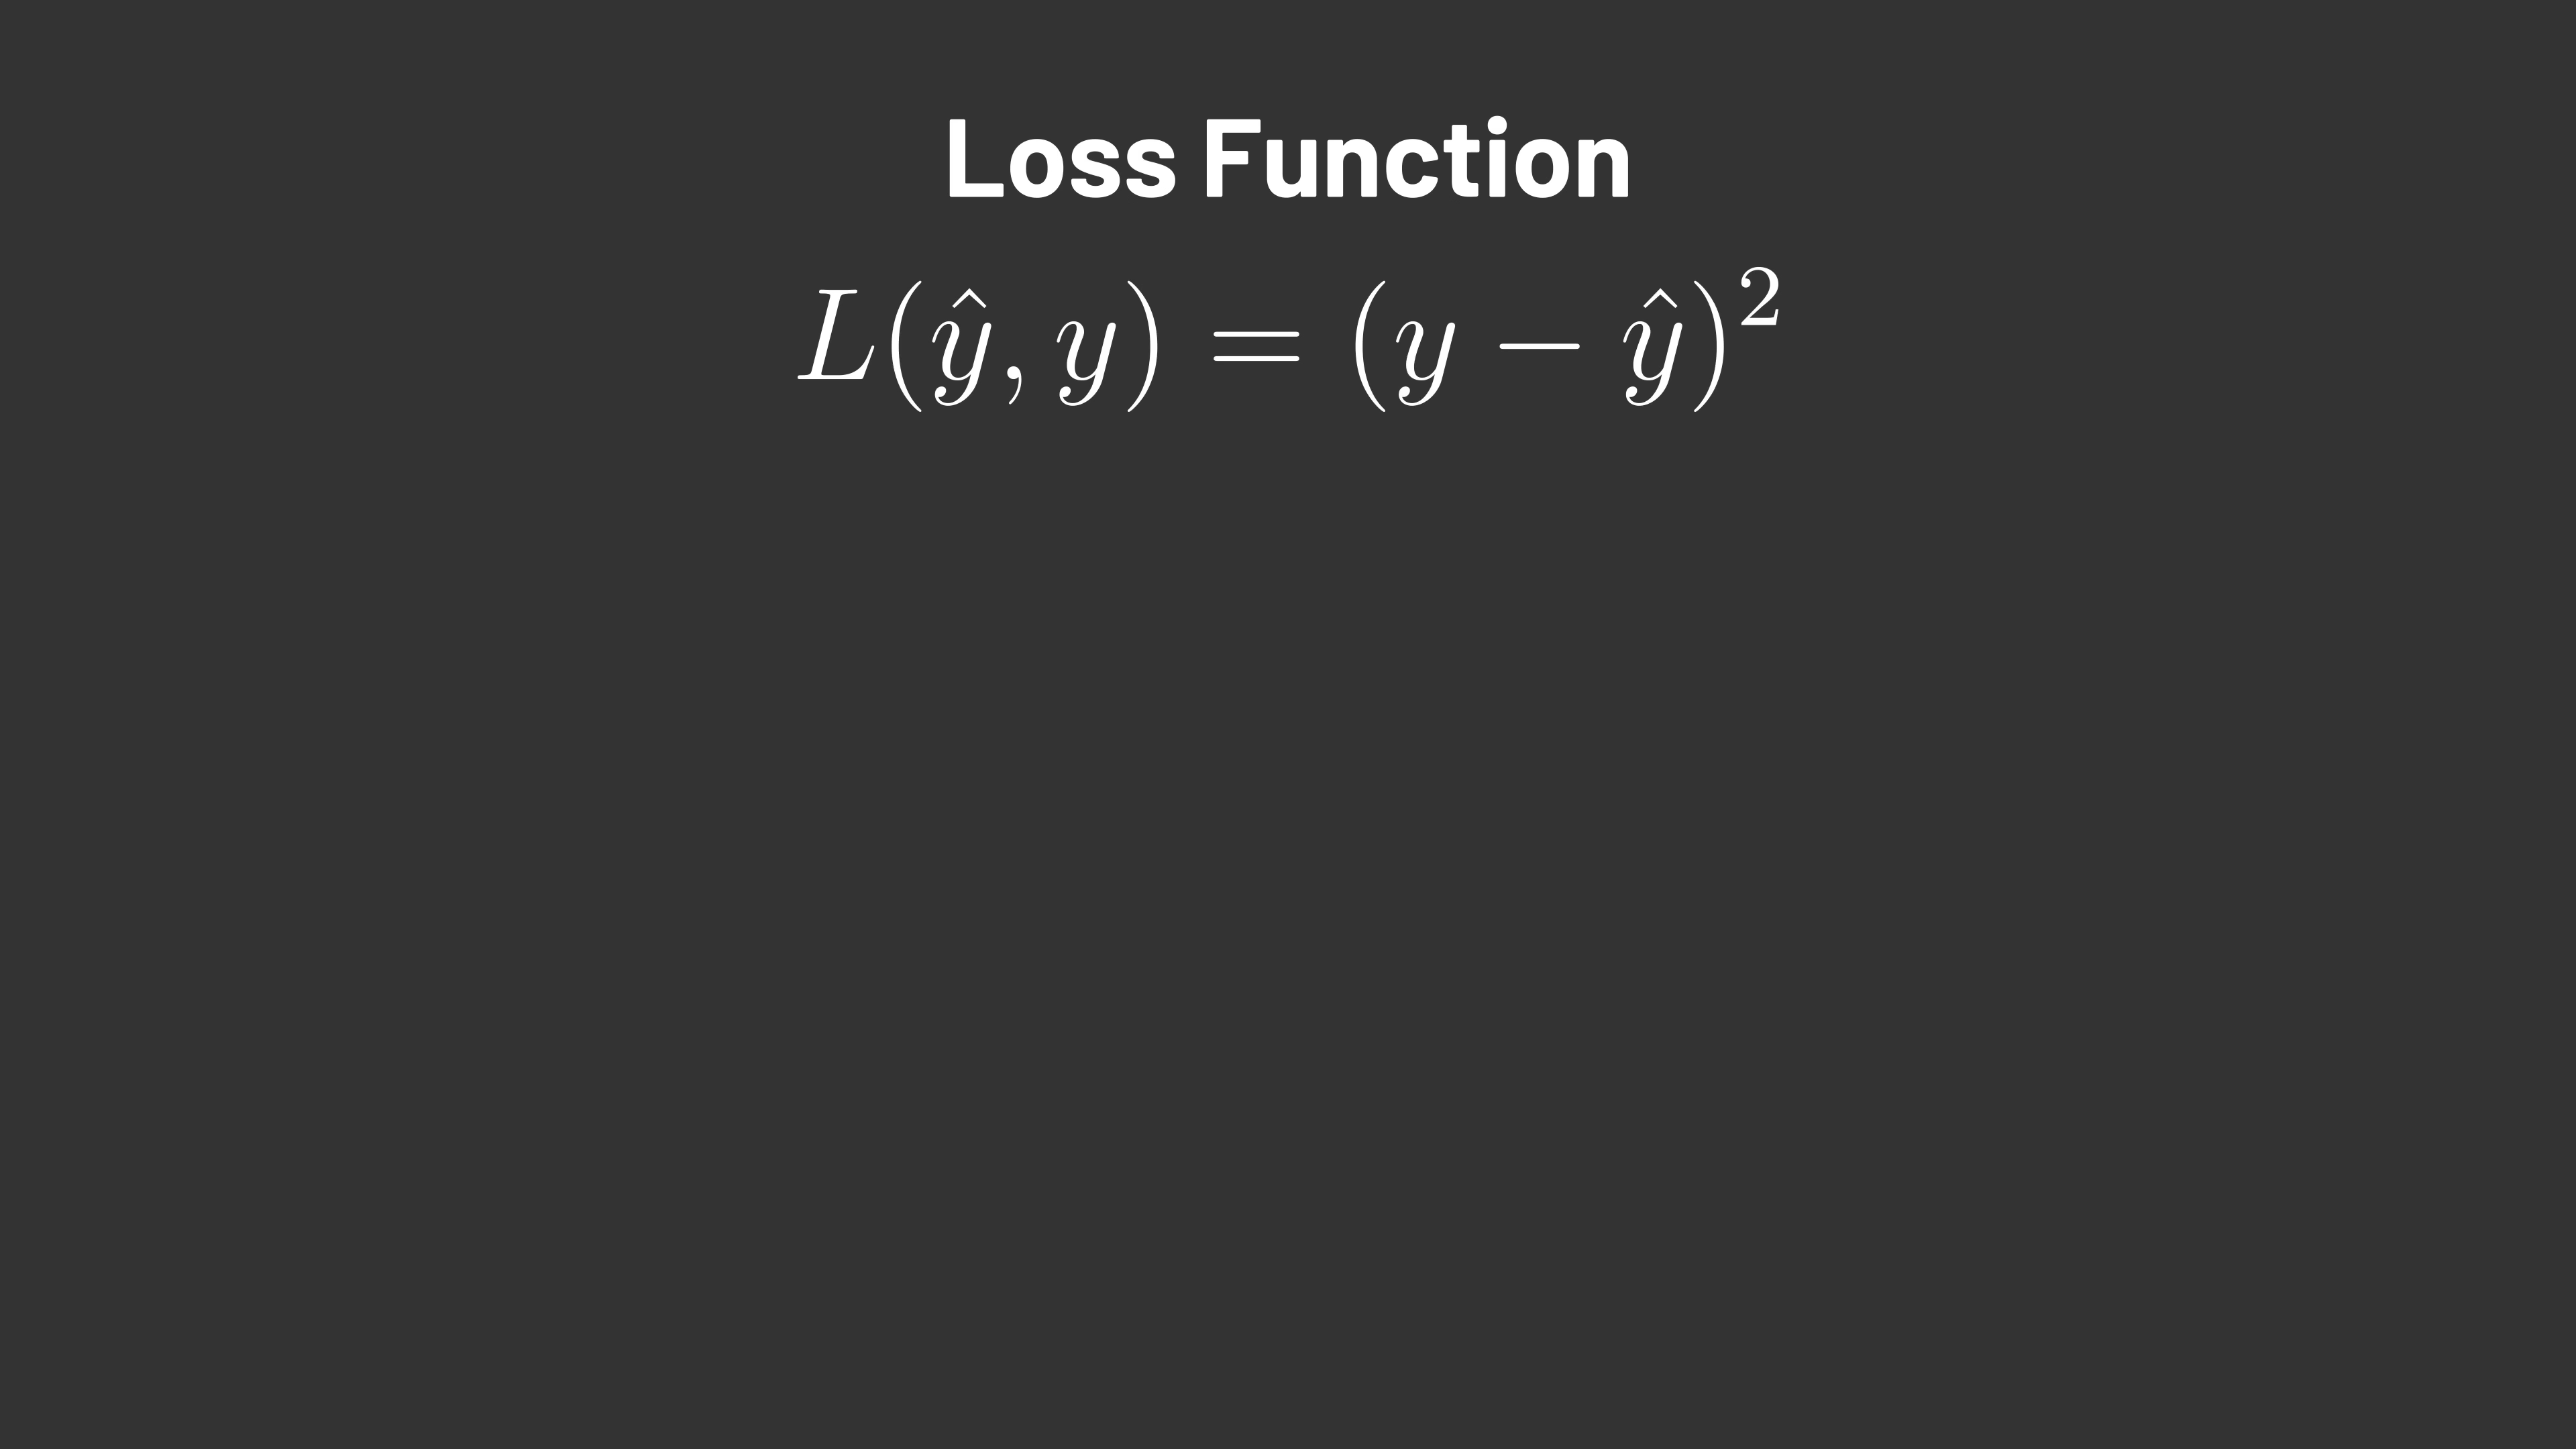 Loss Function
L(ŷ, y) = (y − ŷ)²